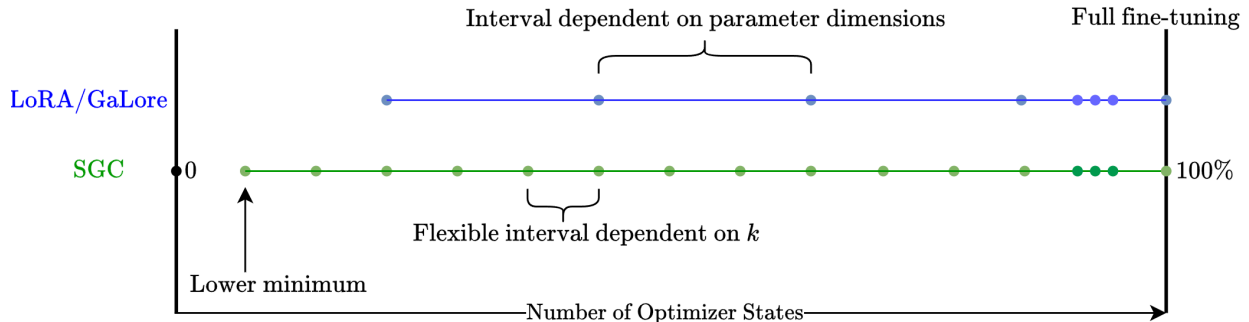 Interval dependent on parameter dimensions
Full fine-tuning
LoRA/GaLore
SGC
0
100%
Flexible interval dependent on k
Lower minimum
Number of Optimizer States